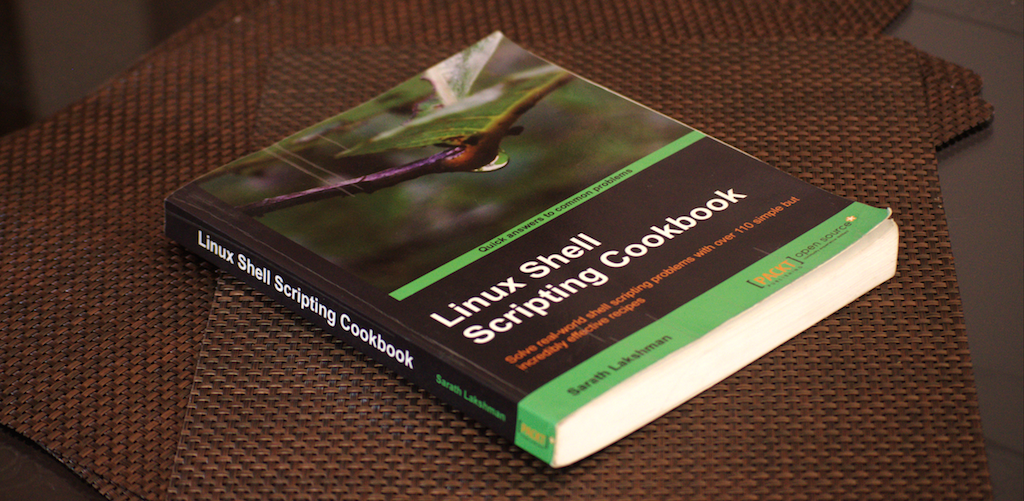 Quick answers to common problems
Linux Shell
Scripting Cookbook
Solve real-world shell scripting problems with over 110 simple but
incredibly effective recipes
Sarath Lakshman
[PACKT]
open source
Linux Shell Scripting Cookbook
Sarath Lakshman
PACKT